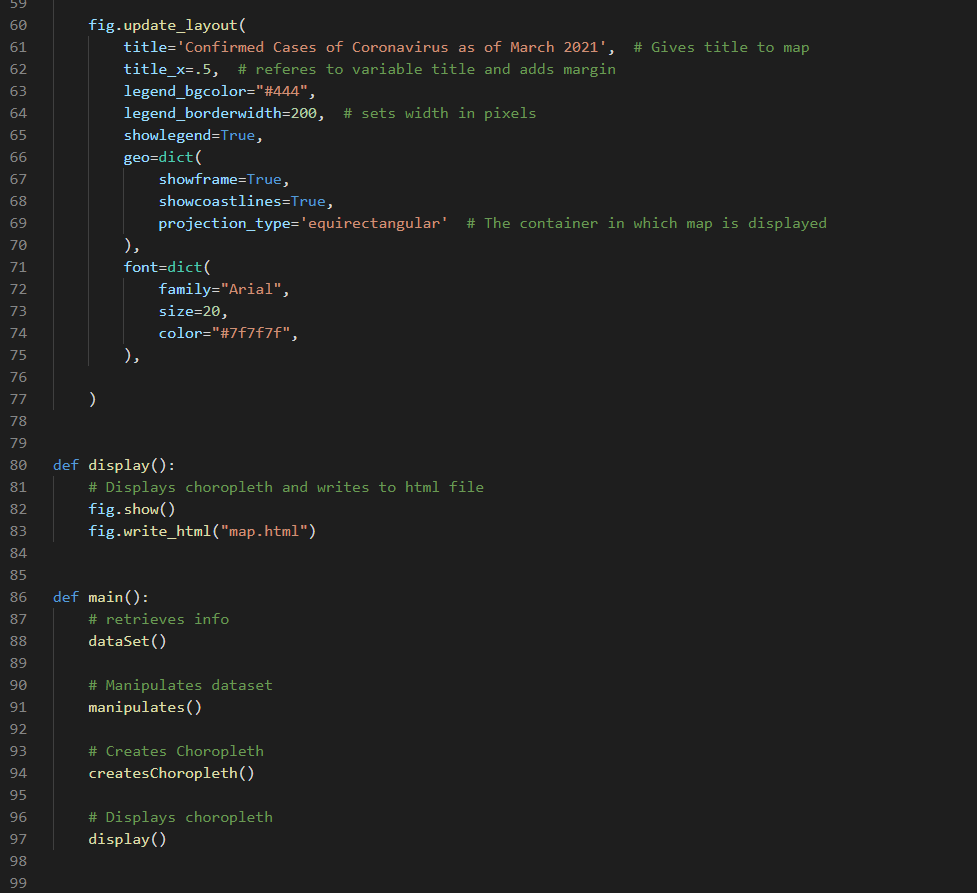 59
60 fig.update_layout(
61 title='Confirmed Cases of Coronavirus as of March 2021',  # Gives title to map
62 title_x=.5,  # referes to variable title and adds margin
63 legend_bgcolor="#444",
64 legend_borderwidth=200,  # sets width in pixels
65 showlegend=True,
66 geo=dict(
67 showframe=True,
68 showcoastlines=True,
69 projection_type='equirectangular'  # The container in which map is displayed
70 ),
71 font=dict(
72 family="Arial",
73 size=20,
74 color="#7f7f7f",
75 ),
76
77 )
78
79
80 def display():
81 # Displays choropleth and writes to html file
82 fig.show()
83 fig.write_html("map.html")
84
85
86 def main():
87 # retrieves info
88 dataSet()
89
90 # Manipulates dataset
91 manipulates()
92
93 # Creates Choropleth
94 createsChoropleth()
95
96 # Displays choropleth
97 display()
98
99